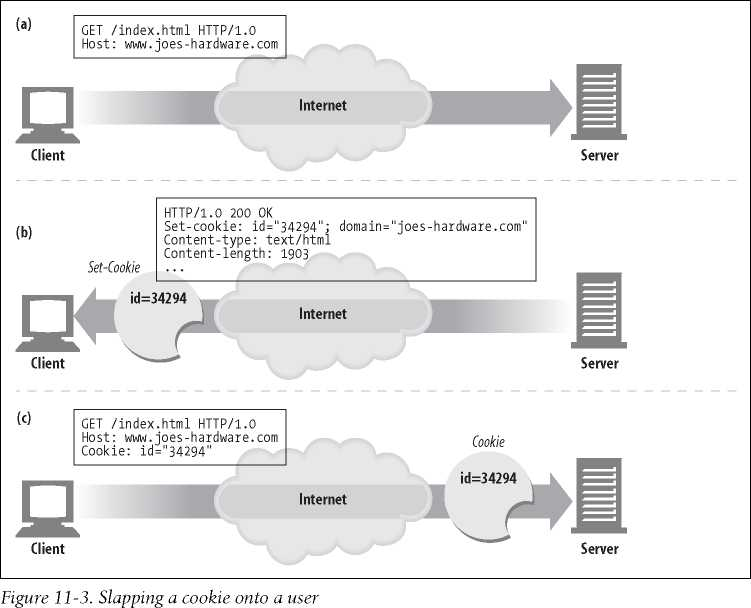 (a)
GET /index.html HTTP/1.0
Host: www.joes-hardware.com
Internet
Client
Server
(b)
HTTP/1.0 200 OK
Set-cookie: id="34294"; domain="joes-hardware.com"
Content-type: text/html
Content-length: 1903
...
Set-Cookie
id=34294
Internet
Client
Server
(c)
GET /index.html HTTP/1.0
Host: www.joes-hardware.com
Cookie: id="34294"
Cookie
id=34294
Internet
Client
Server
Figure 11-3. Slapping a cookie onto a user